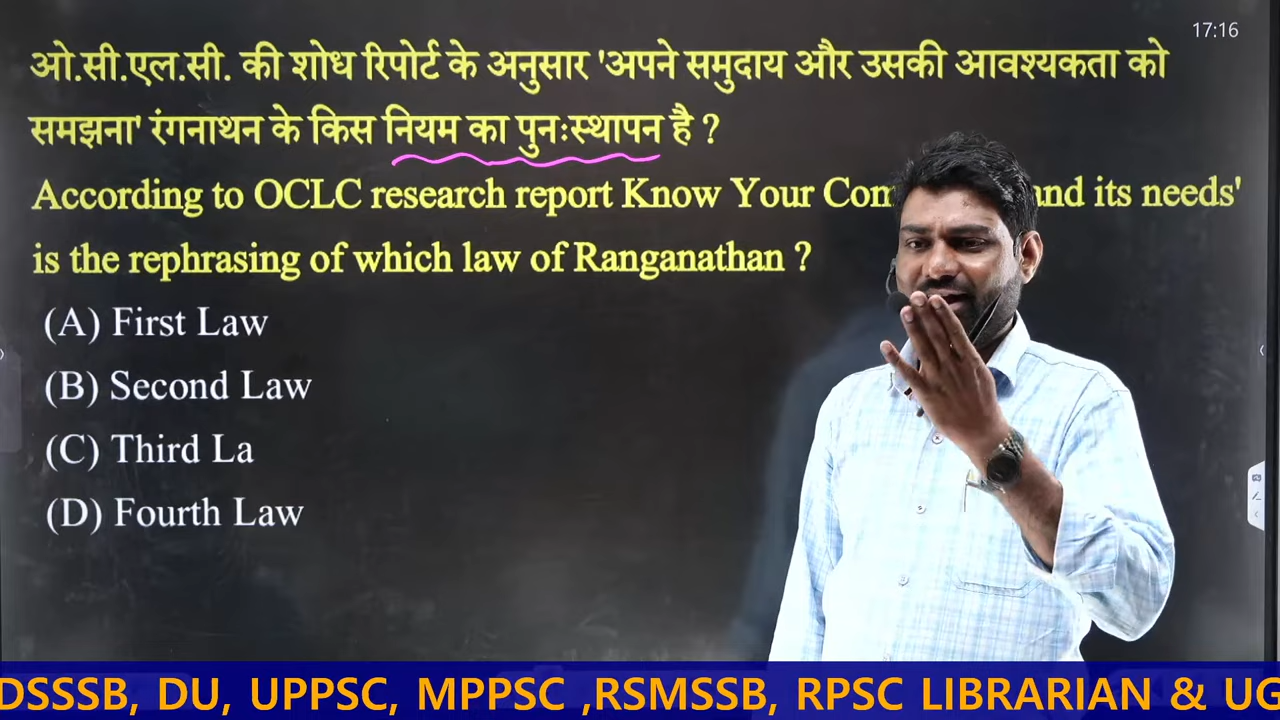 17:16
ओ.सी.एल.सी. की शोध रिपोर्ट के अनुसार 'अपने समुदाय और उसकी आवश्यकता को
समझना' रंगनाथन के किस नियम का पुनःस्थापन है ?
According to OCLC research report Know Your and its needs'
is the rephrasing of which law of Ranganathan ?
(A) First Law
(B) Second Law
(C) Third La
(D) Fourth Law
DSSSB, DU, UPPSC, MPPSC ,RSMSSB, RPSC LIBRARIAN & UG